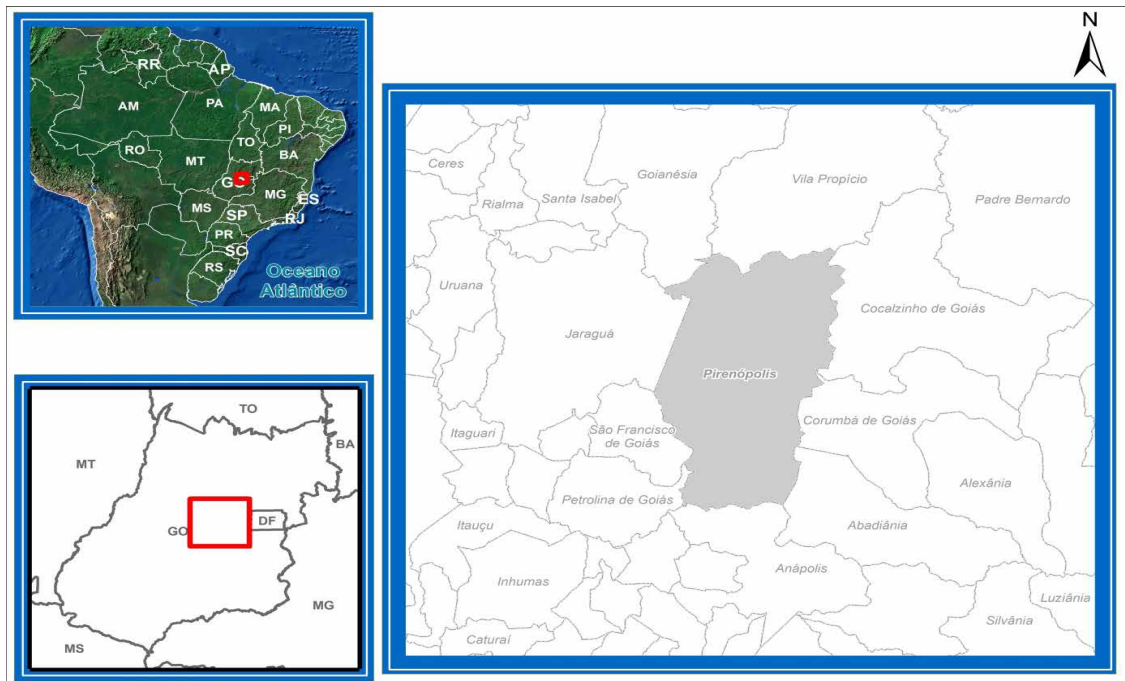 N
RR
AP
AM
PA
MA
PI
TO
RO
MT
BA
GO
MG
ES
MS
SP
RJ
PR
SC
RS
Oceano
Atlântico
TO
BA
MT
GO
DF
MG
MS
Ceres
Goianésia
Vila Propício
Rialma
Santa Isabel
Padre Bernardo
Uruana
Jaraguá
Cocalzinho de Goiás
Pirenópolis
Itaguari
São Francisco
de Goiás
Corumbá de Goiás
Petrolina de Goiás
Alexânia
Itauçu
Abadiânia
Inhumas
Anápolis
Luziânia
Silvânia
Caturaí